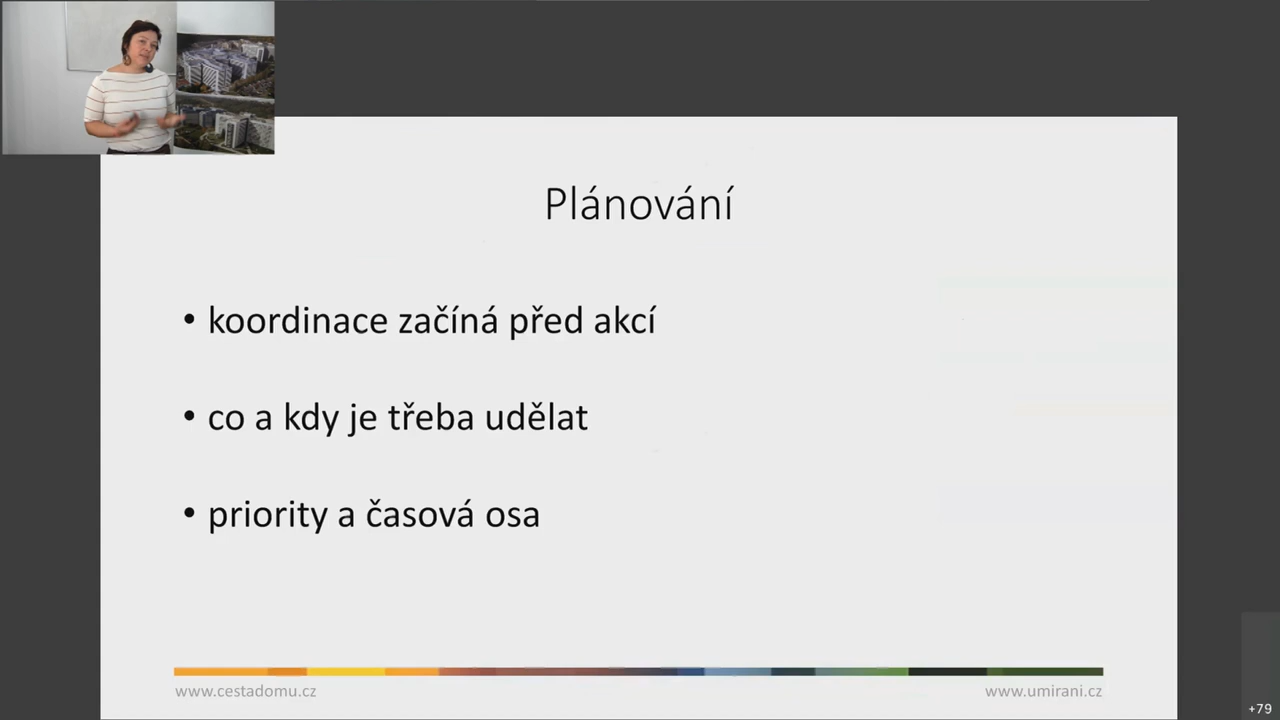 Plánování
• koordinace začíná před akcí
• co a kdy je třeba udělat
• priority a časová osa
www.cestadomu.cz
www.umirani.cz
+79